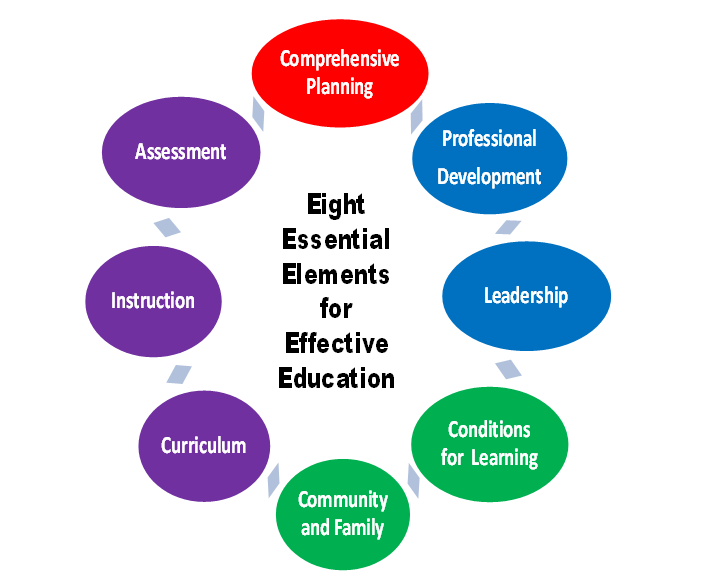 Comprehensive
Planning
Professional
Development
Leadership
Conditions
for Learning
Community
and Family
Curriculum
Instruction
Assessment
Eight
Essential
Elements
for
Effective
Education